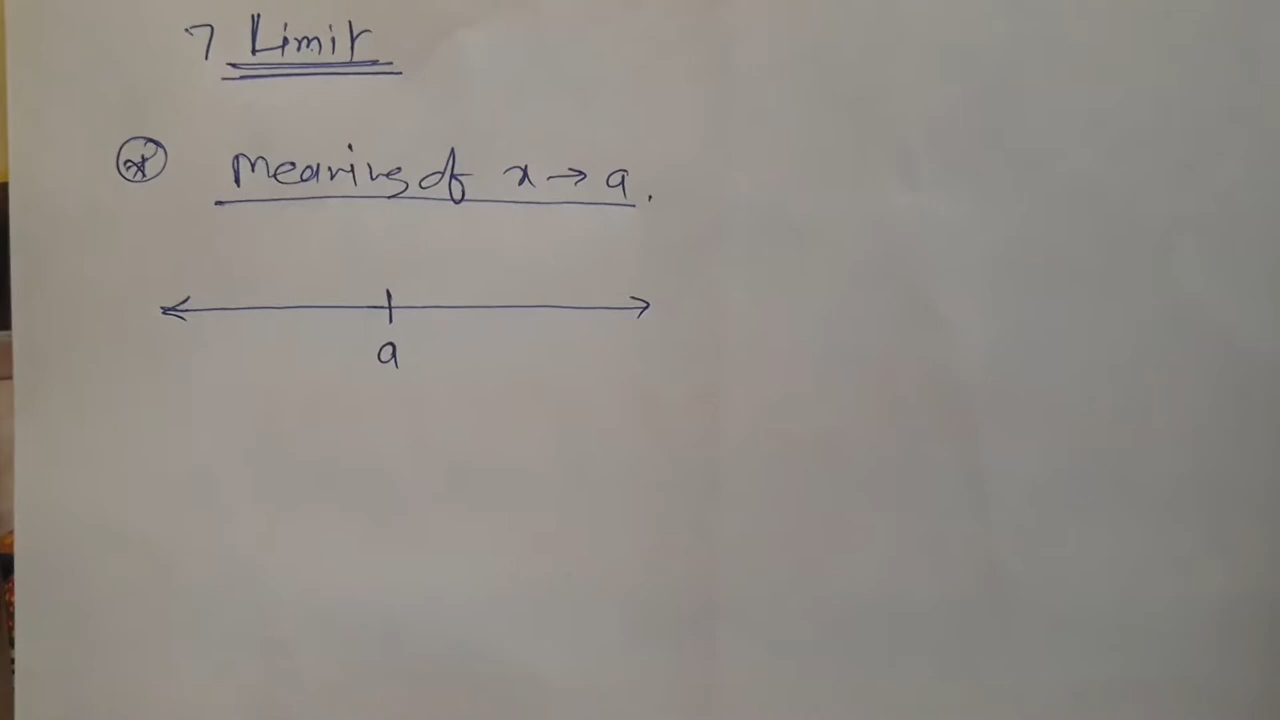 7 Limit
* Meaning of x → a.
a